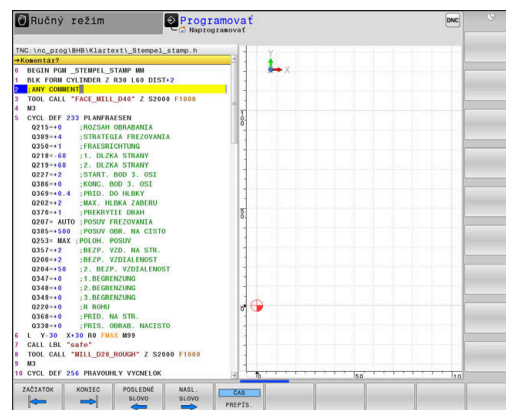 Ručný režim
Programovať
Naprogramovať
DNC
TNC:\nc_prog\BHB\Klartext\_Stempel_stamp.h
→Komentár?
0 BEGIN PGM _STEMPEL_STAMP MM
1 BLK FORM CYLINDER Z R30 L60 DIST+2
2 ;ANY COMMENT
3 TOOL CALL "FACE_MILL_D40" Z S2000 F1000
4 M3
5 CYCL DEF 233 PLANFRAESEN
Q215=+0 ;ROZSAH OBRABANIA
Q389=+4 ;STRATEGIA FREZOVANIA
Q350=+1 ;FRAESRICHTUNG
Q218=-60 ;1. DLZKA STRANY
Q219=+60 ;2. DLZKA STRANY
Q227=+2 ;START. BOD 3. OSI
Q386=+0 ;KONC. BOD 3. OSI
Q369=+0.4 ;PRID. DO HLBKY
Q202=+2 ;MAX. HLBKA ZABERU
Q370=+1 ;PREKRYTIE DRAH
Q207= AUTO ;POSUV FREZOVANIA
Q385=+500 ;POSUV OBR. NA CISTO
Q253= MAX ;POLOH. POSUV
Q357=+2 ;BEZP. VZD. NA STR.
Q200=+2 ;BEZP. VZDIALENOST
Q204=+50 ;2. BEZP. VZDIALENOST
Q347=+0 ;1.BEGRENZUNG
Q348=+0 ;2.BEGRENZUNG
Q349=+0 ;3.BEGRENZUNG
Q220=+0 ;R ROHU
Q368=+0 ;PRID. NA STR.
Q338=+0 ;PRIS. OBRAB. NACISTO
6 L Y-30 X+30 R0 FMAX M99
7 CALL LBL "safe"
8 TOOL CALL "MILL_D20_ROUGH" Z S2000 F1000
9 M3
10 CYCL DEF 256 PRAVOUHLY VYCNELOK
Y
X
100
50
0
0
50
100
ZAČIATOK
KONIEC
POSLEDNÉ SLOVO
NASL. SLOVO
ČAS
PREPÍS.